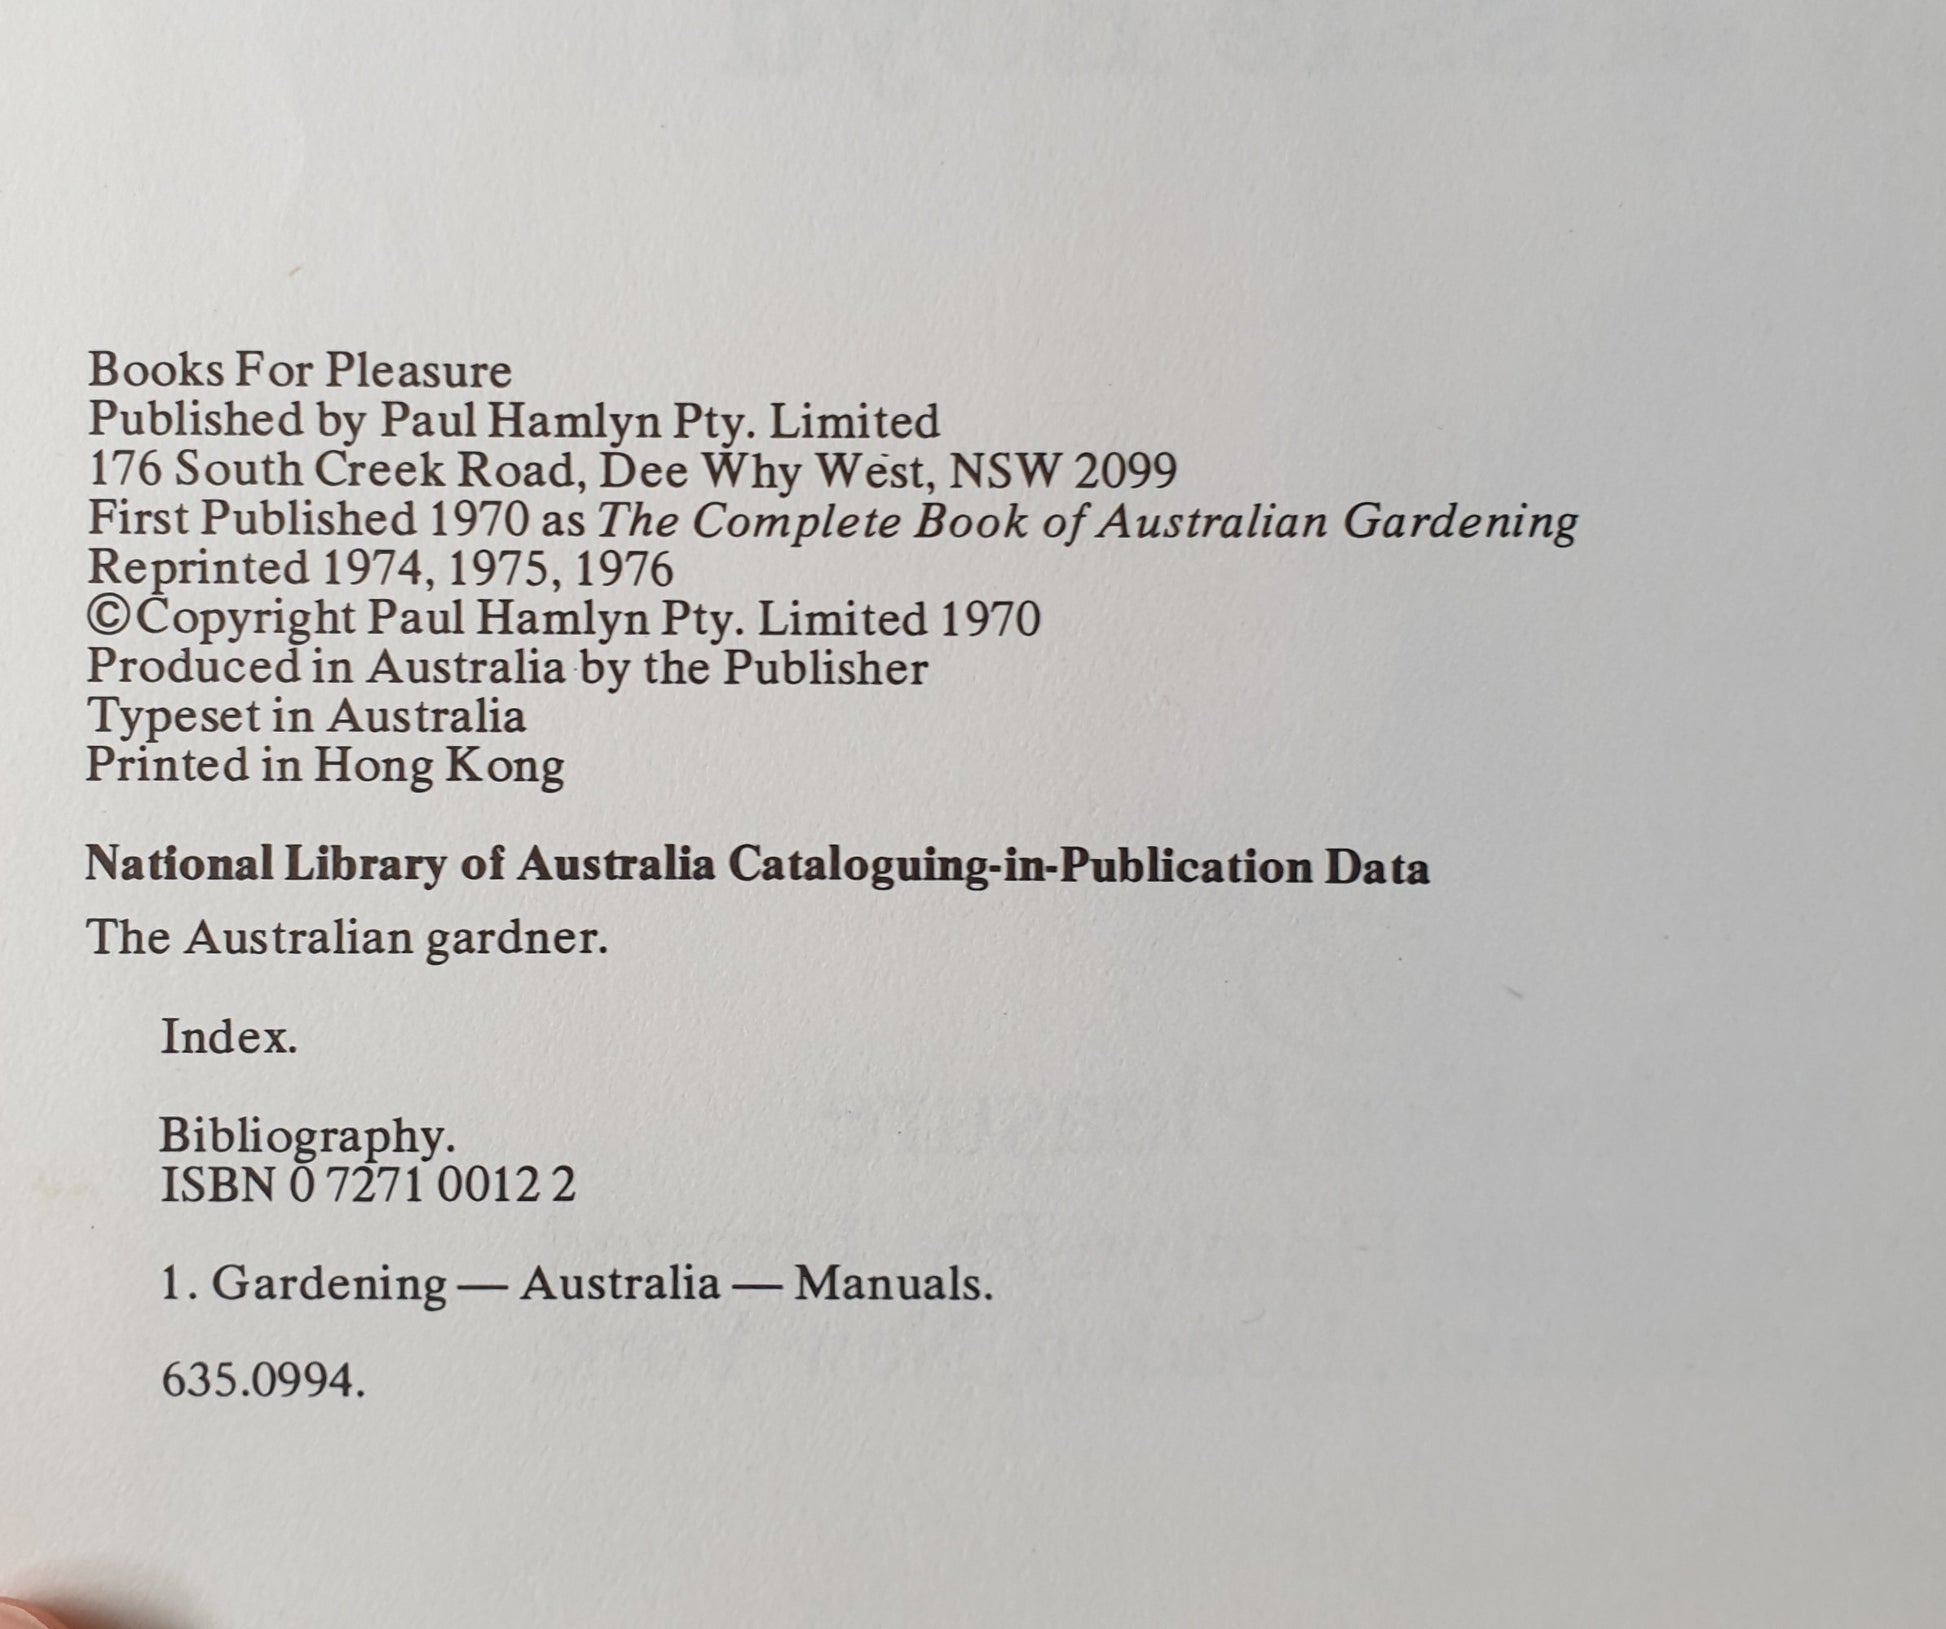 Books For Pleasure
Published by Paul Hamlyn Pty. Limited
176 South Creek Road, Dee Why West, NSW 2099
First Published 1970 as The Complete Book of Australian Gardening
Reprinted 1974, 1975, 1976
©Copyright Paul Hamlyn Pty. Limited 1970
Produced in Australia by the Publisher
Typeset in Australia
Printed in Hong Kong
National Library of Australia Cataloguing-in-Publication Data
The Australian gardner.
Index.
Bibliography.
ISBN 0 7271 0012 2
1. Gardening — Australia — Manuals.
635.0994.